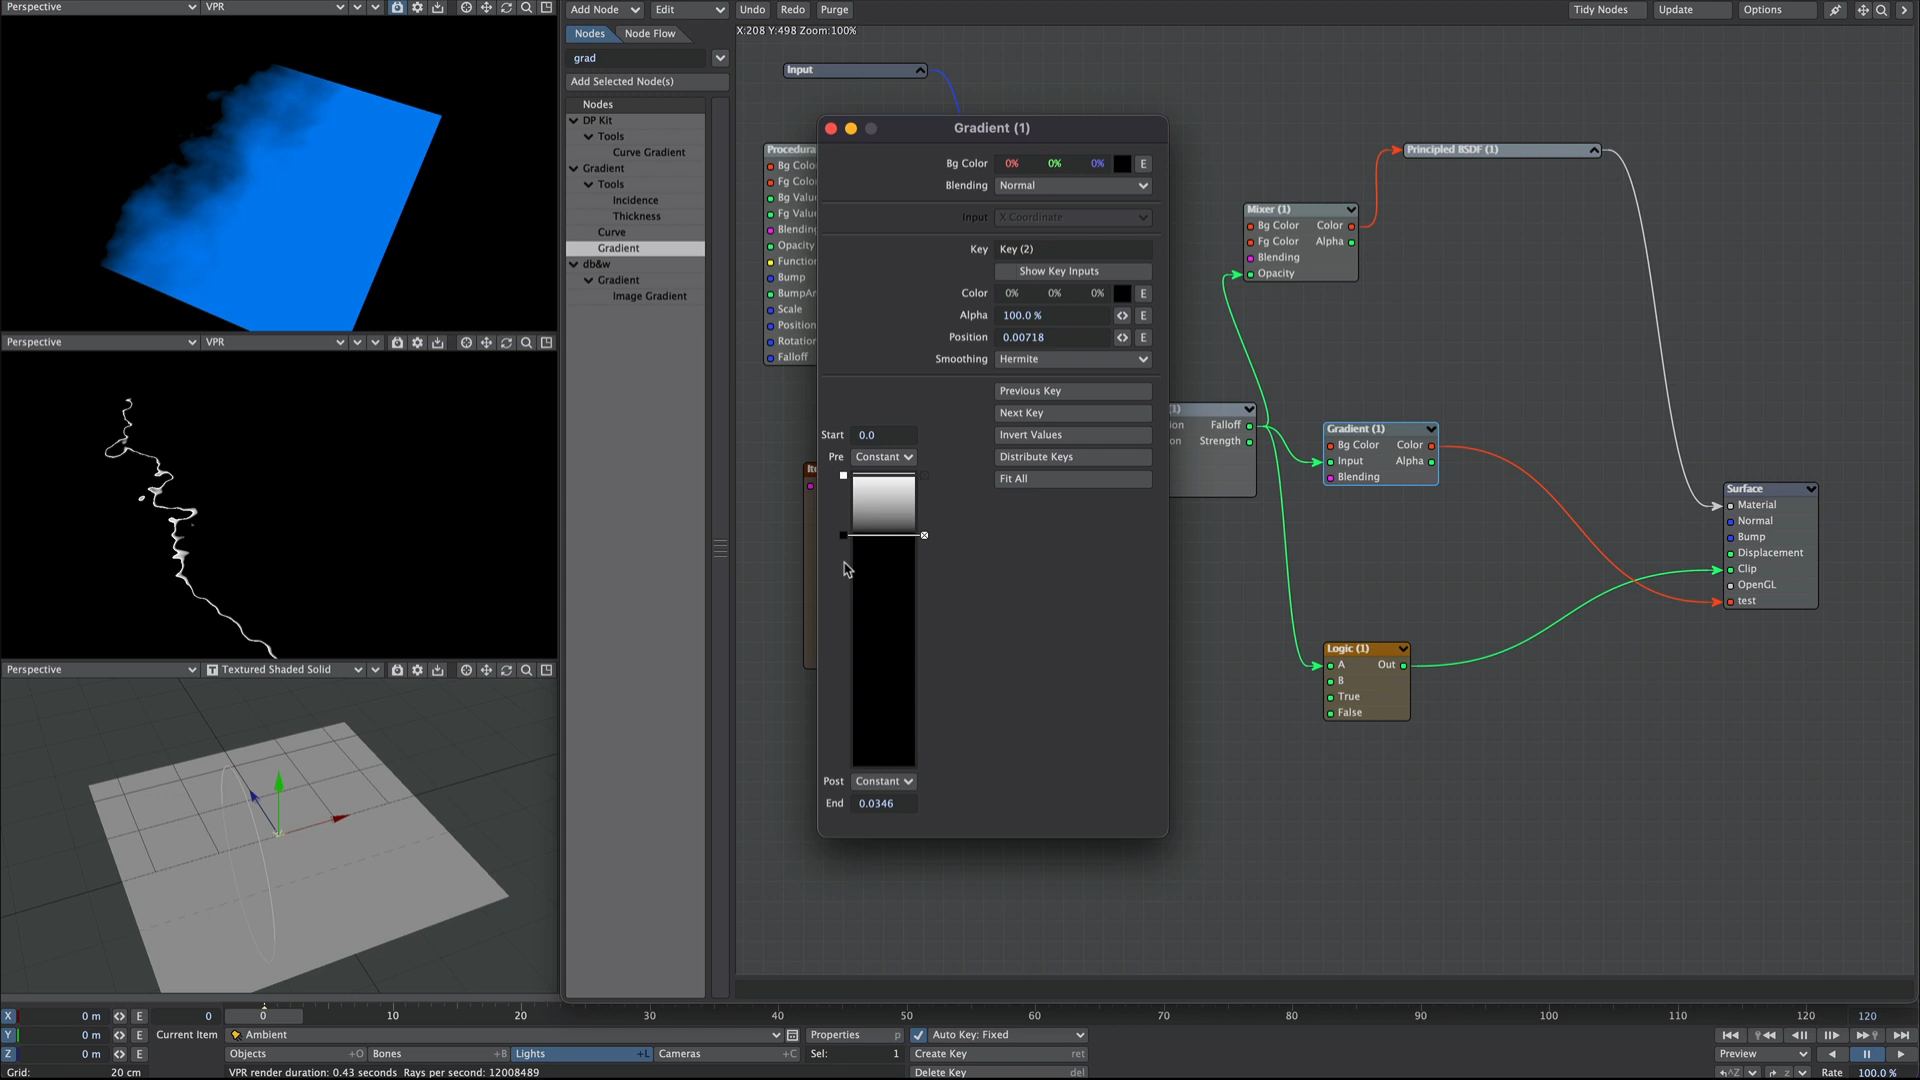 Perspective VPR
Add Node Edit Undo Redo Purge Tidy Nodes Update Options
Nodes Node Flow
X:208 Y:498 Zoom:100%
grad
Add Selected Node(s)
Nodes
DP Kit
Tools
Curve Gradient
Gradient
Tools
Incidence
Thickness
Curve
Gradient
db&w
Gradient
Image Gradient
Input
Gradient (1)
Bg Color 0% 0% 0% E
Blending Normal
Input X Coordinate
Key Key (2)
Show Key Inputs
Color 0% 0% 0% E
Alpha 100.0 % E
Position 0.00718 E
Smoothing Hermite
Previous Key
Next Key
Invert Values
Distribute Keys
Fit All
Start 0.0
Pre Constant
Post Constant
End 0.0346
Bump
Scale
Falloff
Mixer (1)
Bg Color Color
Fg Color Alpha
Blending
Opacity
Principled BSDF (1)
Falloff
Strength
Gradient (1)
Bg Color Color
Input Alpha
Blending
Logic (1)
A Out
B
True
False
Surface
Material
Normal
Bump
Displacement
Clip
OpenGL
test
Perspective VPR
Perspective Textured Shaded Solid
X 0 m E 0 0 10 20 30 40 50 60 70 80 90 100 110 120 120
Y 0 m E Current Item Ambient Properties p Auto Key: Fixed
Z 0 m E Objects +O Bones +B Lights +L Cameras +C Sel: 1 Create Key ret Preview
Grid: 20 cm VPR render duration: 0.43 seconds Rays per second: 12008489 Delete Key del Rate 100.0 %